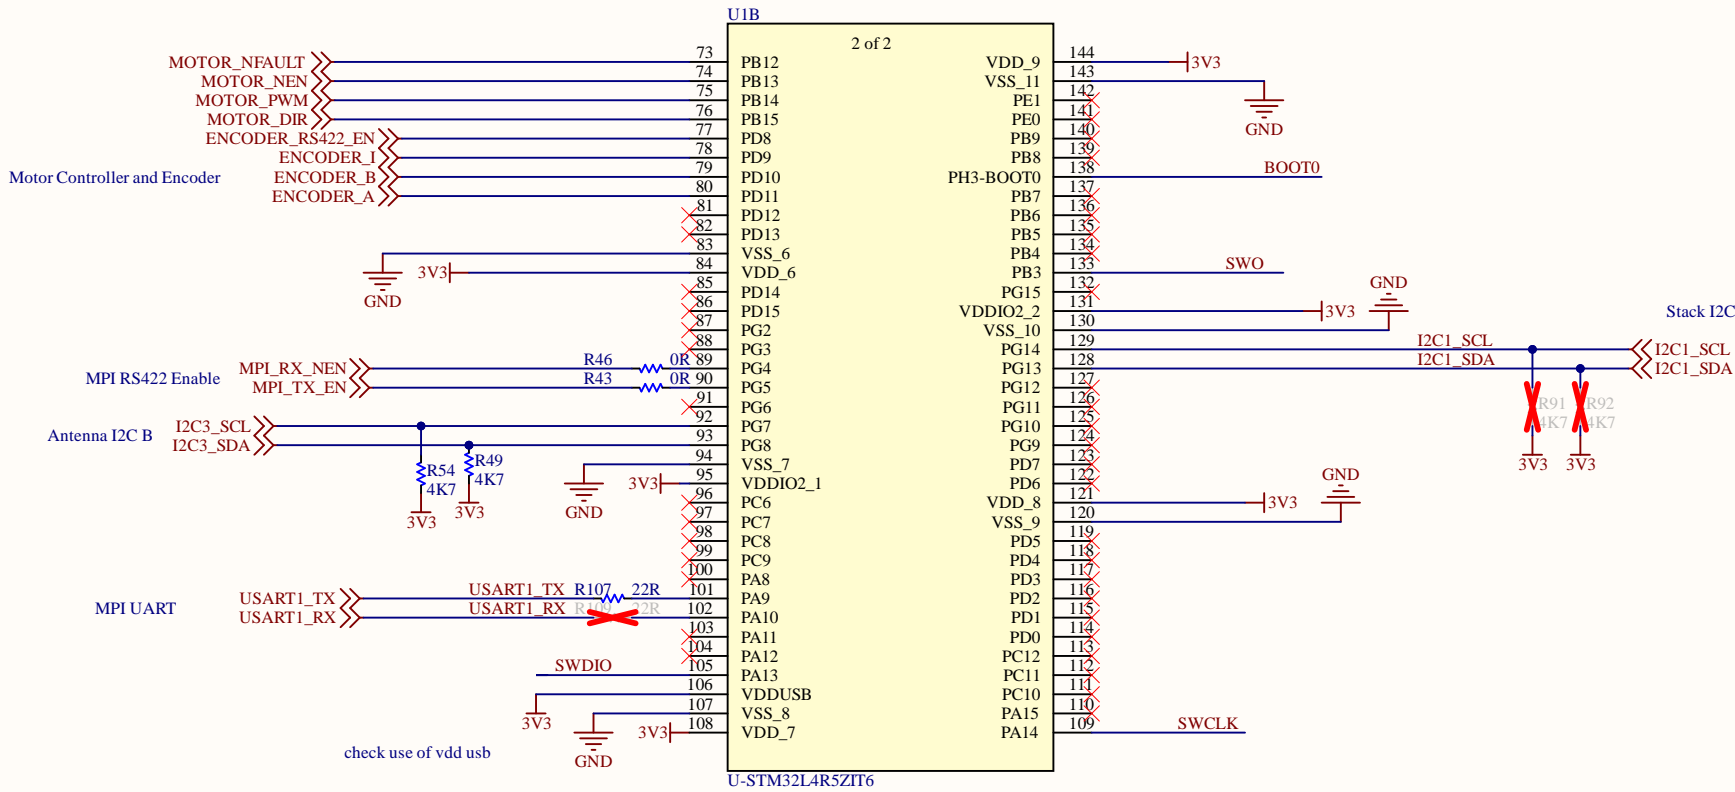 U1B
2 of 2
MOTOR_NFAULT 73 PB12
MOTOR_NEN 74 PB13
MOTOR_PWM 75 PB14
MOTOR_DIR 76 PB15
ENCODER_RS422_EN 77 PD8
ENCODER_I 78 PD9
Motor Controller and Encoder ENCODER_B 79 PD10
ENCODER_A 80 PD11
81 PD12
82 PD13
83 VSS_6
GND
3V3 84 VDD_6
85 PD14
86 PD15
87 PG2
88 PG3
MPI RS422 Enable
MPI_RX_NEN R46 0R 89 PG4
MPI_TX_EN R43 0R 90 PG5
91 PG6
Antenna I2C B
I2C3_SCL 92 PG7
I2C3_SDA 93 PG8
R54 4K7 3V3
R49 4K7 3V3
94 VSS_7
GND
3V3 95 VDDIO2_1
96 PC6
97 PC7
98 PC8
99 PC9
100 PA8
MPI UART
USART1_TX USART1_TX R107 22R 101 PA9
USART1_RX USART1_RX R109 22R 102 PA10
103 PA11
104 PA12
SWDIO 105 PA13
3V3 106 VDDUSB
107 VSS_8
GND
3V3 108 VDD_7
check use of vdd usb
VDD_9 144 3V3
VSS_11 143
GND
PE1 142
PE0 141
PB9 140
PB8 139
PH3-BOOT0 138 BOOT0
PB7 137
PB6 136
PB5 135
PB4 134
PB3 133 SWO
PG15 132
VDDIO2_2 131 3V3
GND
VSS_10 130
Stack I2C
PG14 129 I2C1_SCL I2C1_SCL
PG13 128 I2C1_SDA I2C1_SDA
R91 4K7 3V3
R92 4K7 3V3
PG12 127
PG11 126
PG10 125
PG9 124
PD7 123
PD6 122
VDD_8 121 3V3
GND
VSS_9 120
PD5 119
PD4 118
PD3 117
PD2 116
PD1 115
PD0 114
PC12 113
PC11 112
PC10 111
PA15 110
PA14 109 SWCLK
U-STM32L4R5ZIT6